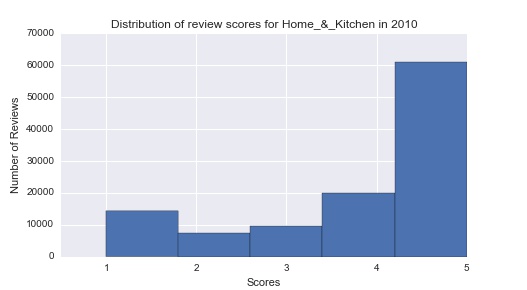 Distribution of review scores for Home_&_Kitchen in 2010
70000
60000
50000
40000
30000
20000
10000
0
Number of Reviews
1 2 3 4 5
Scores